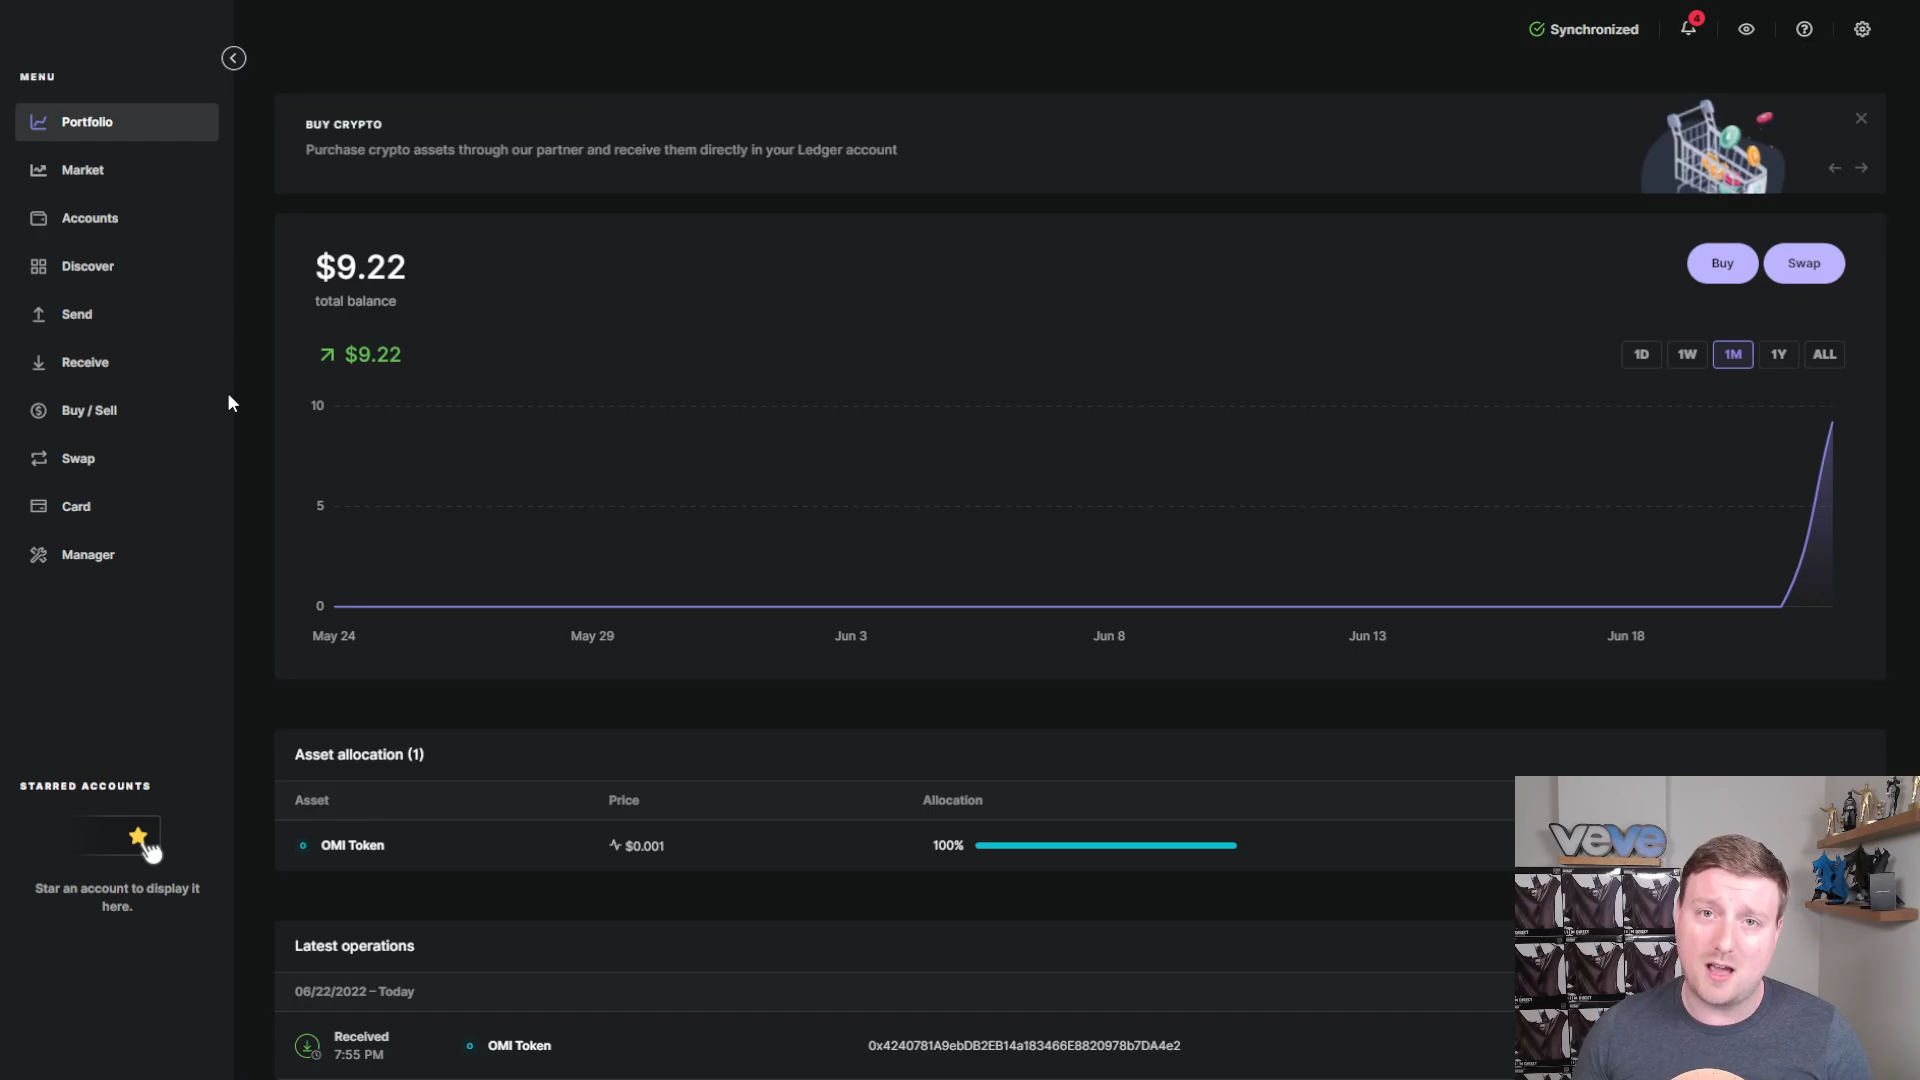 Synchronized
4
MENU
Portfolio
Market
Accounts
Discover
Send
Receive
Buy / Sell
Swap
Card
Manager
STARRED ACCOUNTS
Star an account to display it
here.
BUY CRYPTO
Purchase crypto assets through our partner and receive them directly in your Ledger account
$9.22
total balance
Buy
Swap
$9.22
1D 1W 1M 1Y ALL
10
5
0
May 24 May 29 Jun 3 Jun 8 Jun 13 Jun 18
Asset allocation (1)
Asset Price Allocation
OMI Token $0.001 100%
Latest operations
06/22/2022 – Today
Received
7:55 PM
OMI Token
0x4240781A9ebDB2EB14a183466E8820978b7DA4e2
veve